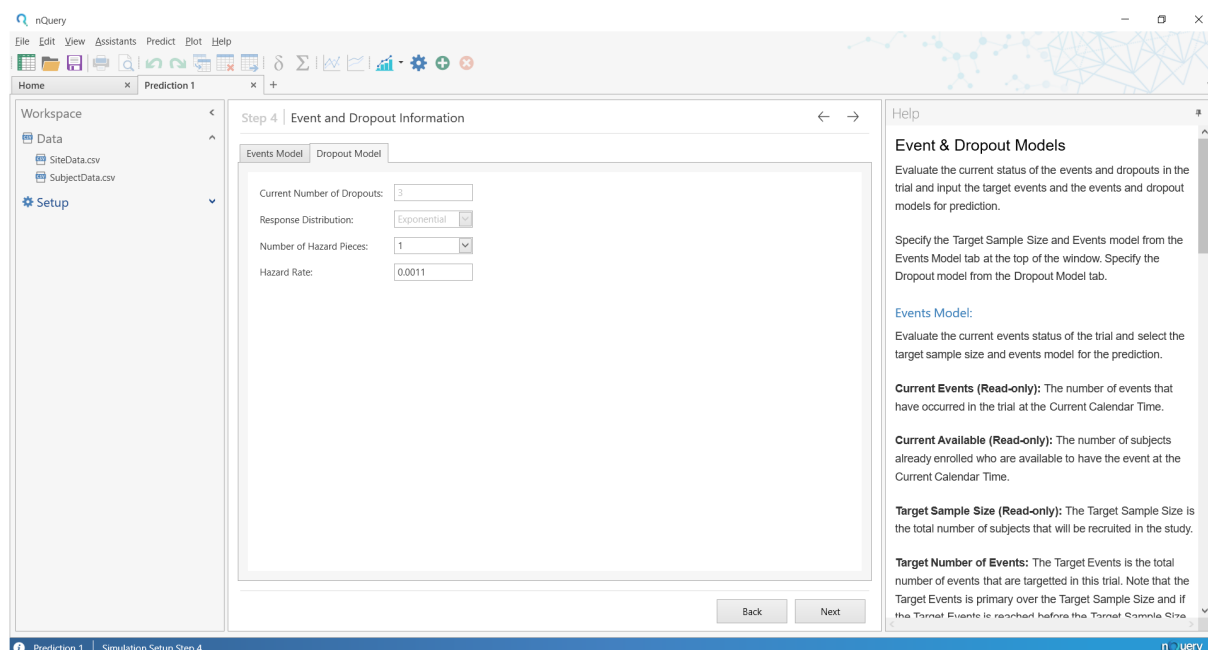 nQuery
File Edit View Assistants Predict Plot Help
Home × Prediction 1 × +
Workspace
Data
SiteData.csv
SubjectData.csv
Setup
Step 4 | Event and Dropout Information
Events Model Dropout Model
Current Number of Dropouts: 3
Response Distribution: Exponential
Number of Hazard Pieces: 1
Hazard Rate: 0.0011
Back Next
Help
Event & Dropout Models
Evaluate the current status of the events and dropouts in the
trial and input the target events and the events and dropout
models for prediction.
Specify the Target Sample Size and Events model from the
Events Model tab at the top of the window. Specify the
Dropout model from the Dropout Model tab.
Events Model:
Evaluate the current events status of the trial and select the
target sample size and events model for the prediction.
Current Events (Read-only): The number of events that
have occurred in the trial at the Current Calendar Time.
Current Available (Read-only): The number of subjects
already enrolled who are available to have the event at the
Current Calendar Time.
Target Sample Size (Read-only): The Target Sample Size is
the total number of subjects that will be recruited in the study.
Target Number of Events: The Target Events is the total
number of events that are targetted in this trial. Note that the
Target Events is primary over the Target Sample Size and if
the Target Events is reached before the Target Sample Size
Prediction 1 | Simulation Setup Step 4
nQuery